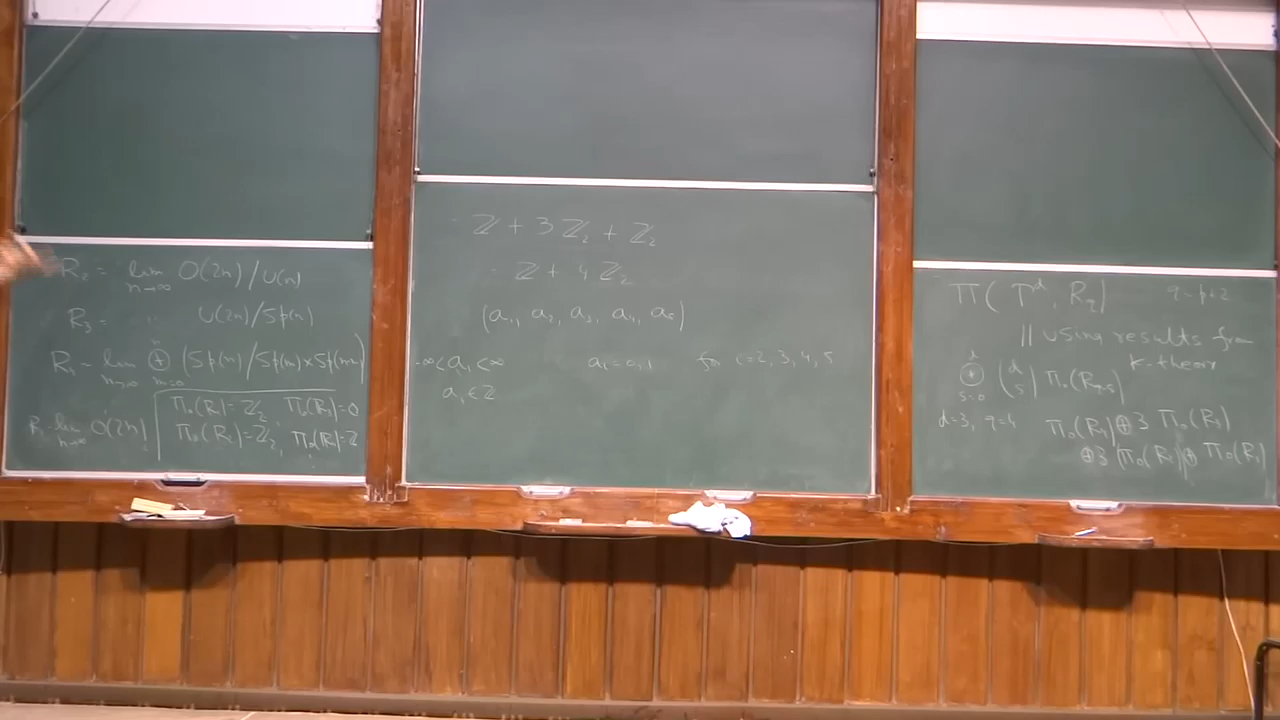 R₂ = lim n→∞ O(2n)/U(n)
R₃ = " U(2n)/Sp(n)
R₄ = lim n→∞ ⊕ m=0 (Sp(n)/Sp(m)×Sp(n-m))
R₁ = lim n→∞ O(2n)
Π₀(R₁) = Z₂ Π₀(R₃) = 0
Π₀(R₂) = Z₂, Π₀(R₄) = Z
Z + 3Z₂ + Z₂
Z + 4Z₂
(a₁, a₂, a₃, a₄, a₅)
-∞ < a₁ < ∞ aᵢ = 0,1 for i = 2, 3, 4, 5
a₁ ∈ Z
Π(T^d, R_q) q = p+2
|| using results from
K-theory
⊕ s=0 (d s) Π₀(R_{q-s})
d=3, q=4 Π₀(R₄) ⊕ 3 Π₀(R₃)
⊕ 3 Π₀(R₂) ⊕ Π₀(R₁)